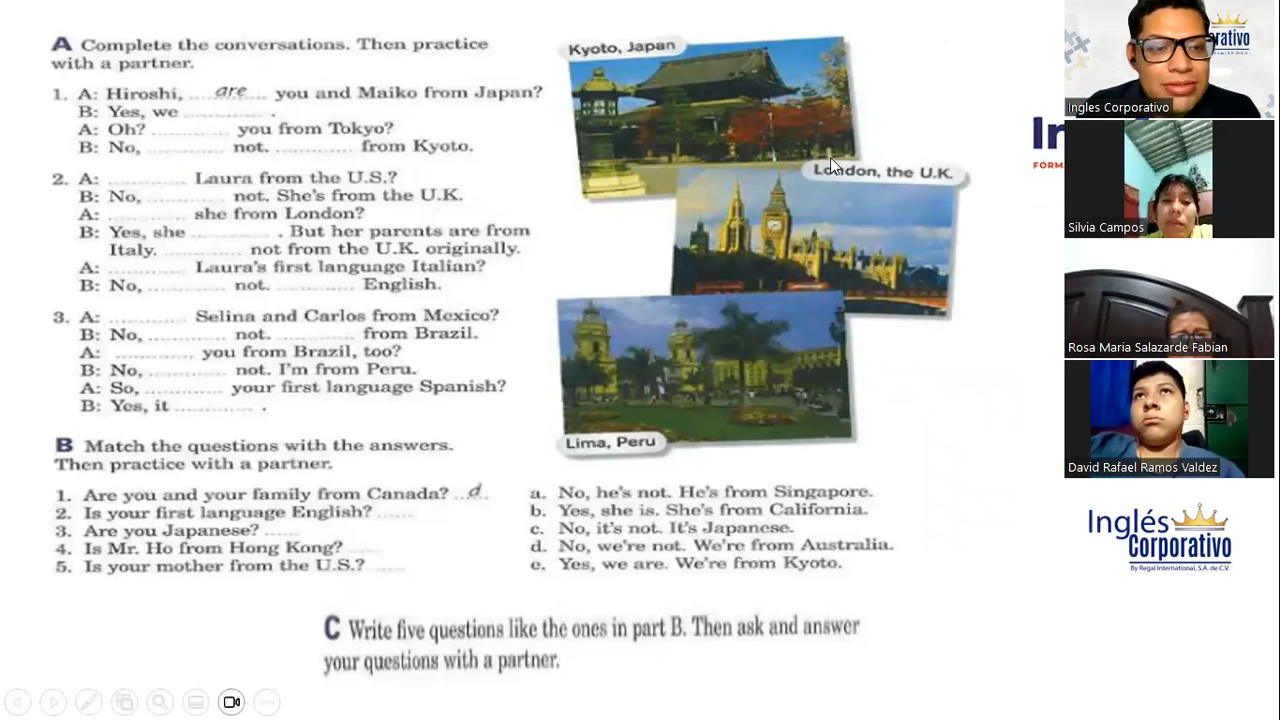 A Complete the conversations. Then practice
with a partner.
1. A: Hiroshi, are you and Maiko from Japan?
B: Yes, we .............. .
A: Oh? .............. you from Tokyo?
B: No, .............. not. .............. from Kyoto.
2. A: .............. Laura from the U.S.?
B: No, .............. not. She's from the U.K.
A: .............. she from London?
B: Yes, she .............. . But her parents are from
Italy. .............. not from the U.K. originally.
A: .............. Laura's first language Italian?
B: No, .............. not. .............. English.
3. A: .............. Selina and Carlos from Mexico?
B: No, .............. not. .............. from Brazil.
A: .............. you from Brazil, too?
B: No, .............. not. I'm from Peru.
A: So, .............. your first language Spanish?
B: Yes, it .............. .
Kyoto, Japan
London, the U.K.
Lima, Peru
B Match the questions with the answers.
Then practice with a partner.
1. Are you and your family from Canada? ...d..
2. Is your first language English? ......
3. Are you Japanese? ......
4. Is Mr. Ho from Hong Kong? ......
5. Is your mother from the U.S.? ......
a. No, he's not. He's from Singapore.
b. Yes, she is. She's from California.
c. No, it's not. It's Japanese.
d. No, we're not. We're from Australia.
e. Yes, we are. We're from Kyoto.
C Write five questions like the ones in part B. Then ask and answer
your questions with a partner.
Ingles Corporativo
Silvia Campos
Rosa Maria Salazarde Fabian
David Rafael Ramos Valdez
Inglés
Corporativo
By Regal International, S.A. de C.V.